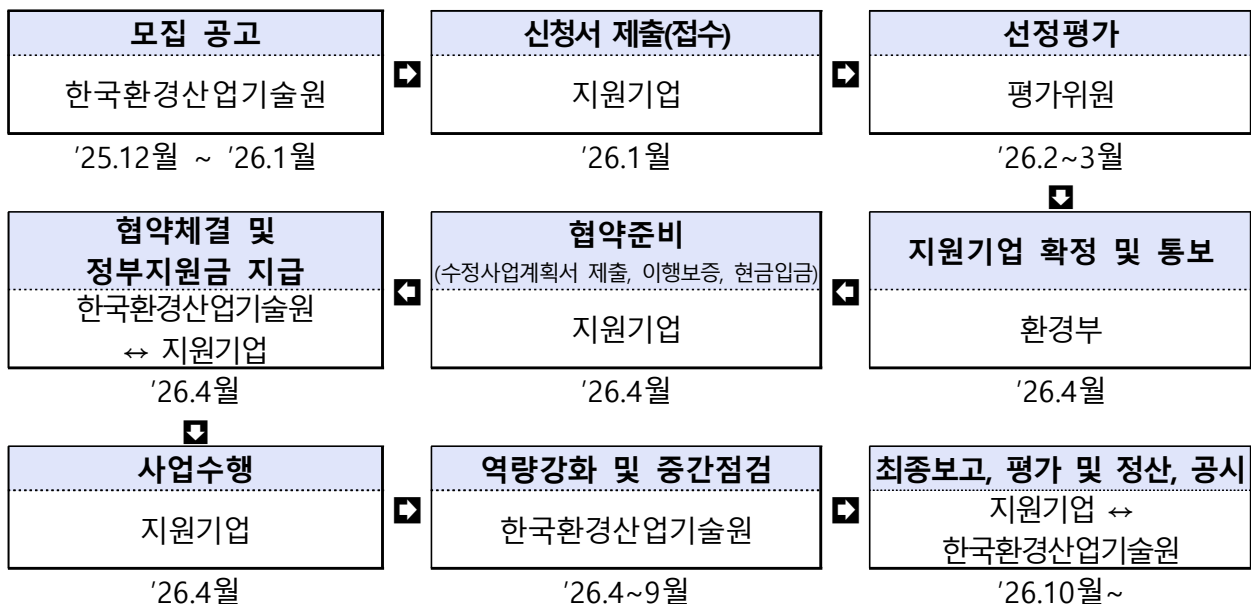 모집 공고
한국환경산업기술원
'25.12월 ~ '26.1월
신청서 제출(접수)
지원기업
'26.1월
선정평가
평가위원
'26.2~3월
지원기업 확정 및 통보
환경부
'26.4월
협약준비
(수정사업계획서 제출, 이행보증, 현금입금)
지원기업
'26.4월
협약체결 및
정부지원금 지급
한국환경산업기술원
↔ 지원기업
'26.4월
사업수행
지원기업
'26.4월
역량강화 및 중간점검
한국환경산업기술원
'26.4~9월
최종보고, 평가 및 정산, 공시
지원기업 ↔
한국환경산업기술원
'26.10월~